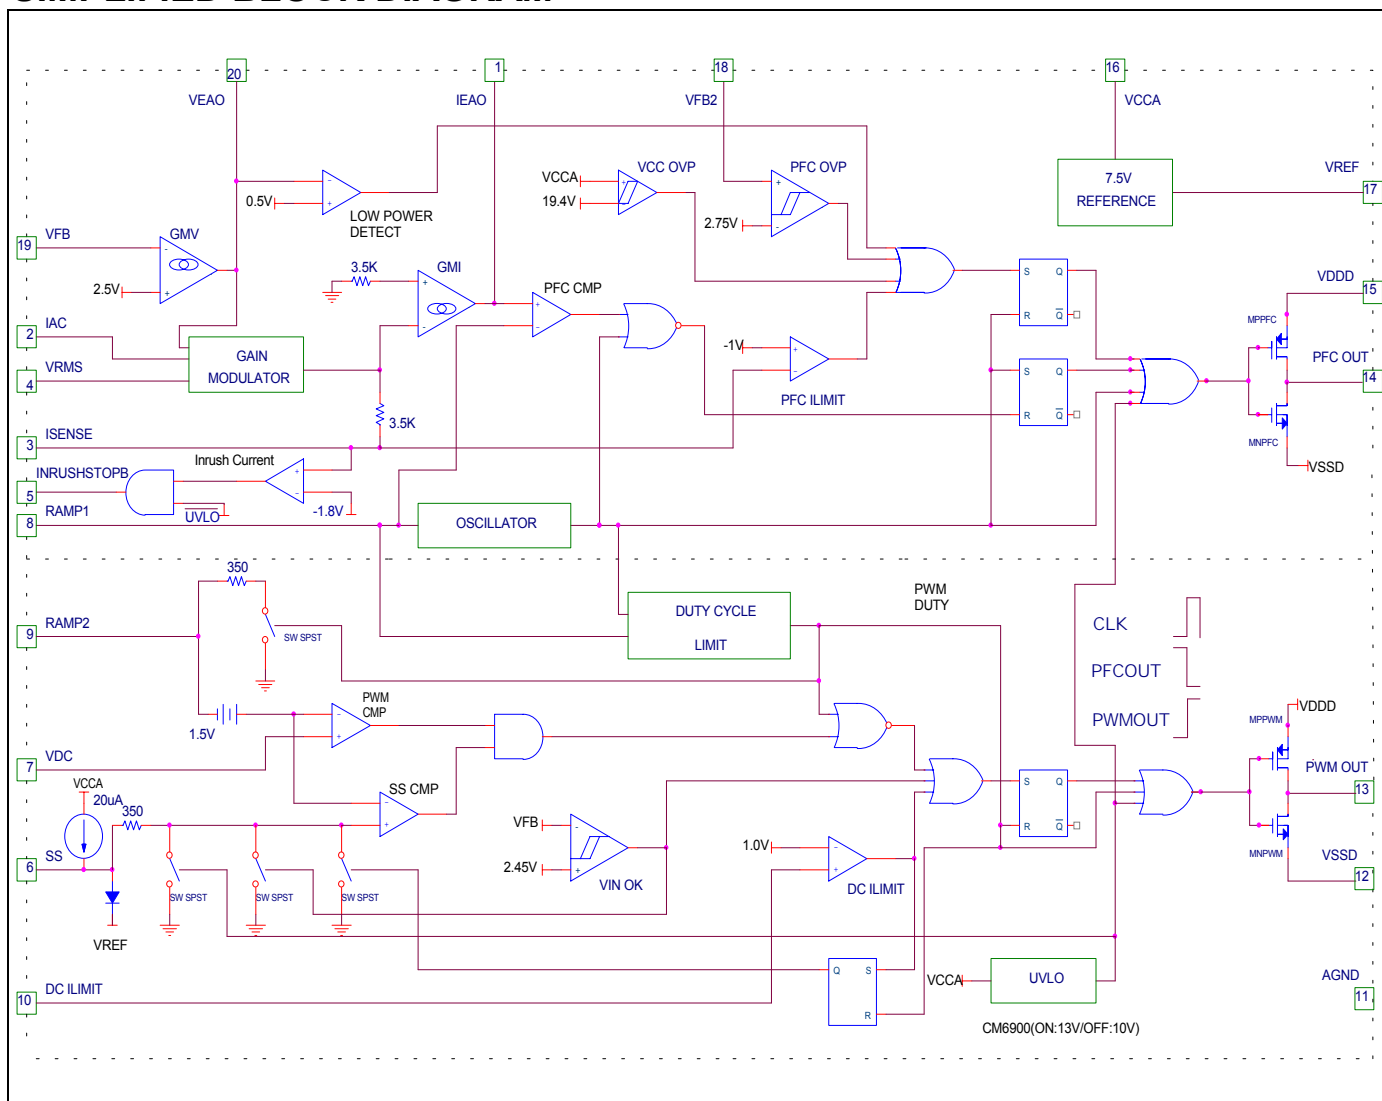 SIMPLIFIED BLOCK DIAGRAM
20
1
18
16
VEAO
IEAO
VFB2
VCCA
VCC OVP
PFC OVP
VCCA
19.4V
0.5V
LOW POWER
DETECT
2.75V
7.5V
REFERENCE
VREF
17
19
VFB
GMV
2.5V
3.5K
GMI
PFC CMP
S
Q
R
Q
VDDD
15
MPPFC
2
IAC
GAIN
MODULATOR
-1V
PFC ILIMIT
4
VRMS
S
Q
R
Q
PFC OUT
14
MNPFC
VSSD
3.5K
3
ISENSE
Inrush Current
INRUSHSTOPB
5
UVLO
-1.8V
RAMP1
8
OSCILLATOR
350
RAMP2
9
SW SPST
DUTY CYCLE
LIMIT
PWM
DUTY
CLK
PFCOUT
PWMOUT
1.5V
PWM
CMP
VDC
7
VDDD
MPPWM
PWM OUT
13
MNPWM
VCCA
20uA
350
SS CMP
SS
6
VREF
SW SPST
SW SPST
SW SPST
VFB
2.45V
VIN OK
1.0V
DC ILIMIT
S
Q
R
Q
VSSD
12
DC ILIMIT
10
Q
S
R
VCCA
UVLO
CM6900(ON:13V/OFF:10V)
AGND
11